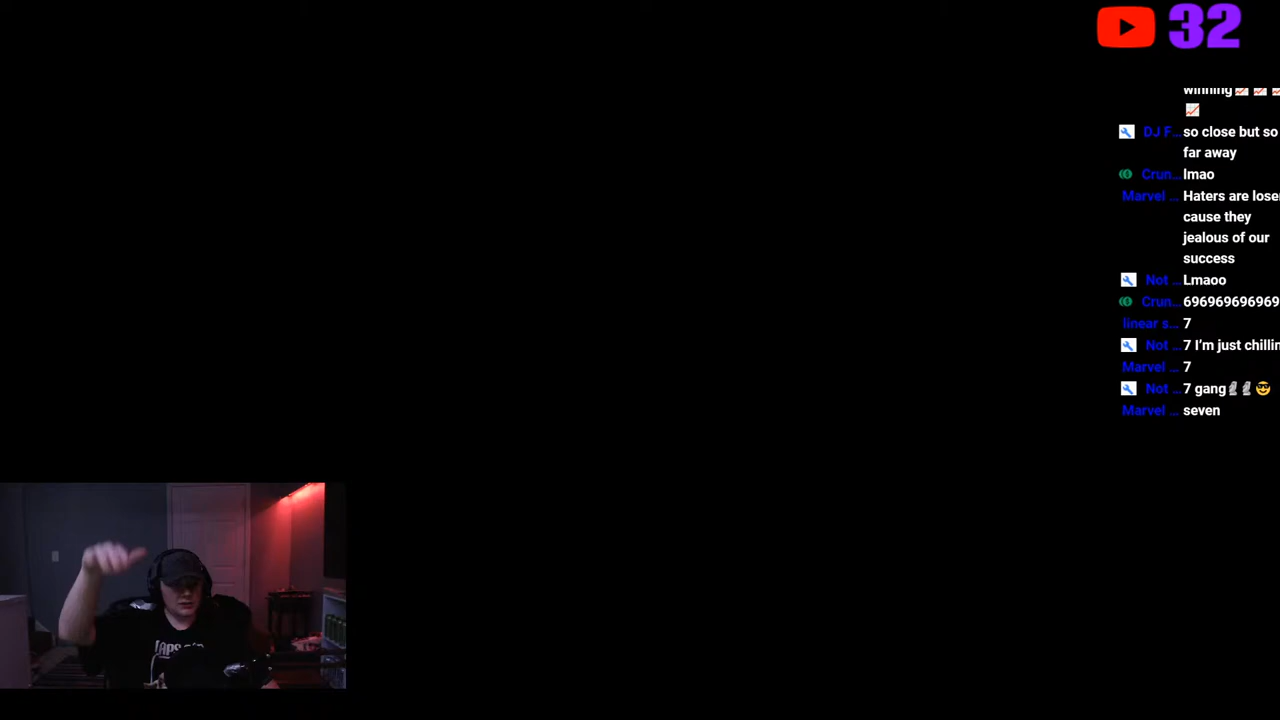 32
winning📈 📈
📈
DJ F... so close but so
far away
Crun... lmao
Marvel ... Haters are lose
cause they
jealous of our
success
Not ... Lmaoo
Crun... 696969696969
linear s... 7
Not ... 7 I'm just chillin
Marvel ... 7
Not ... 7 gang🗿🗿😎
Marvel ... seven